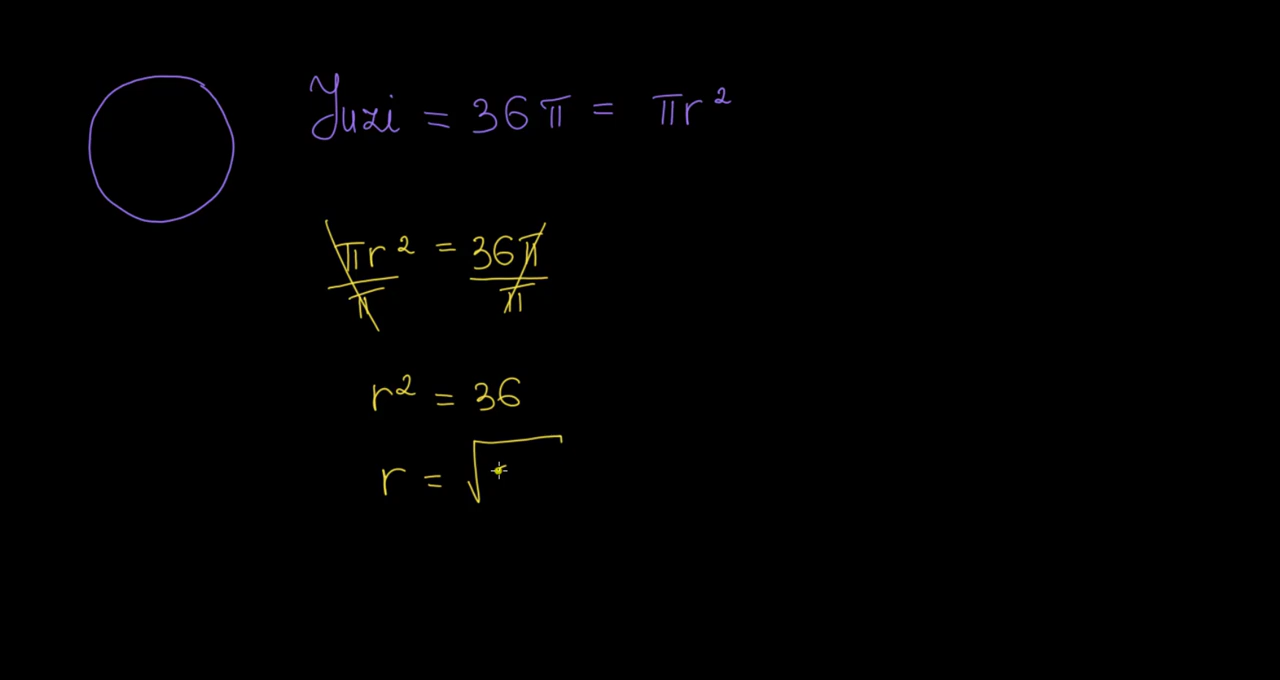 Yuzi = 36π = πr²
πr²/π = 36π/π
r² = 36
r = √